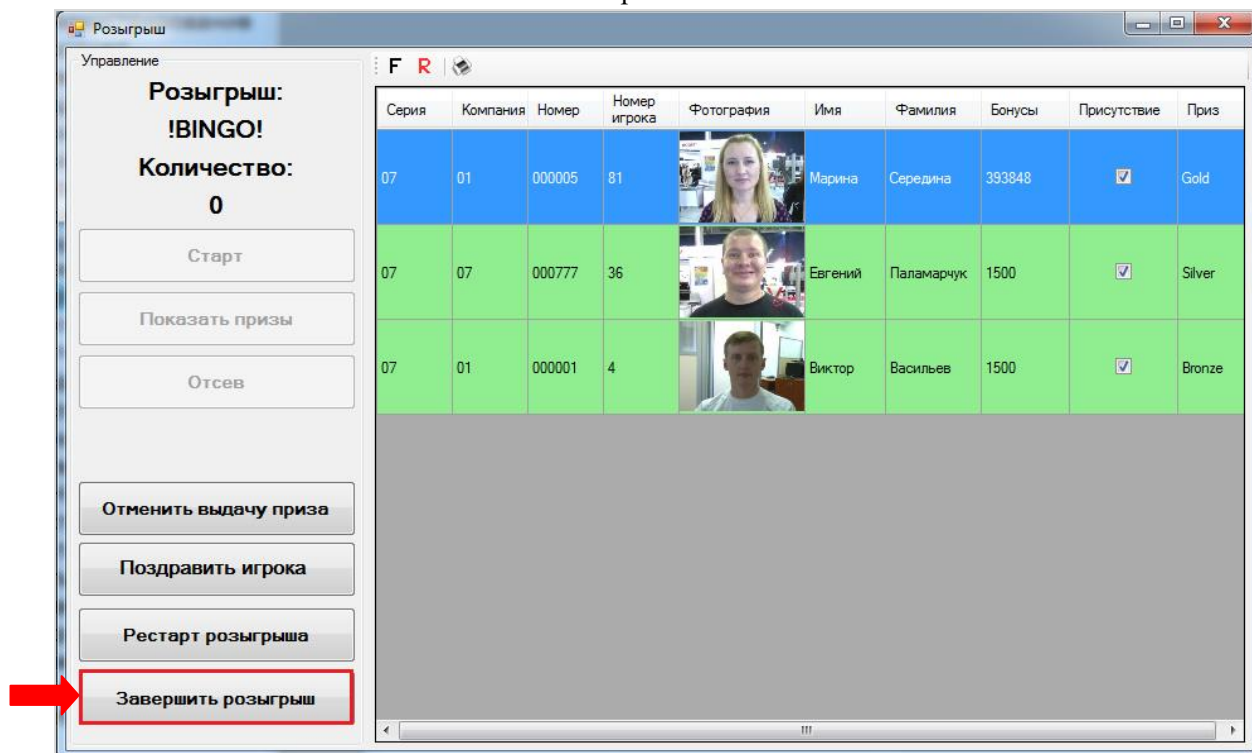 Розыгрыш
Управление
Розыгрыш:
!BINGO!
Количество:
0
Старт
Показать призы
Отсев
Отменить выдачу приза
Поздравить игрока
Рестарт розыгрыша
Завершить розыгрыш
F R
Серия Компания Номер Номер игрока Фотография Имя Фамилия Бонусы Присутствие Приз
07 01 000005 81 Марина Середина 393848 Gold
07 07 000777 36 Евгений Паламарчук 1500 Silver
07 01 000001 4 Виктор Васильев 1500 Bronze